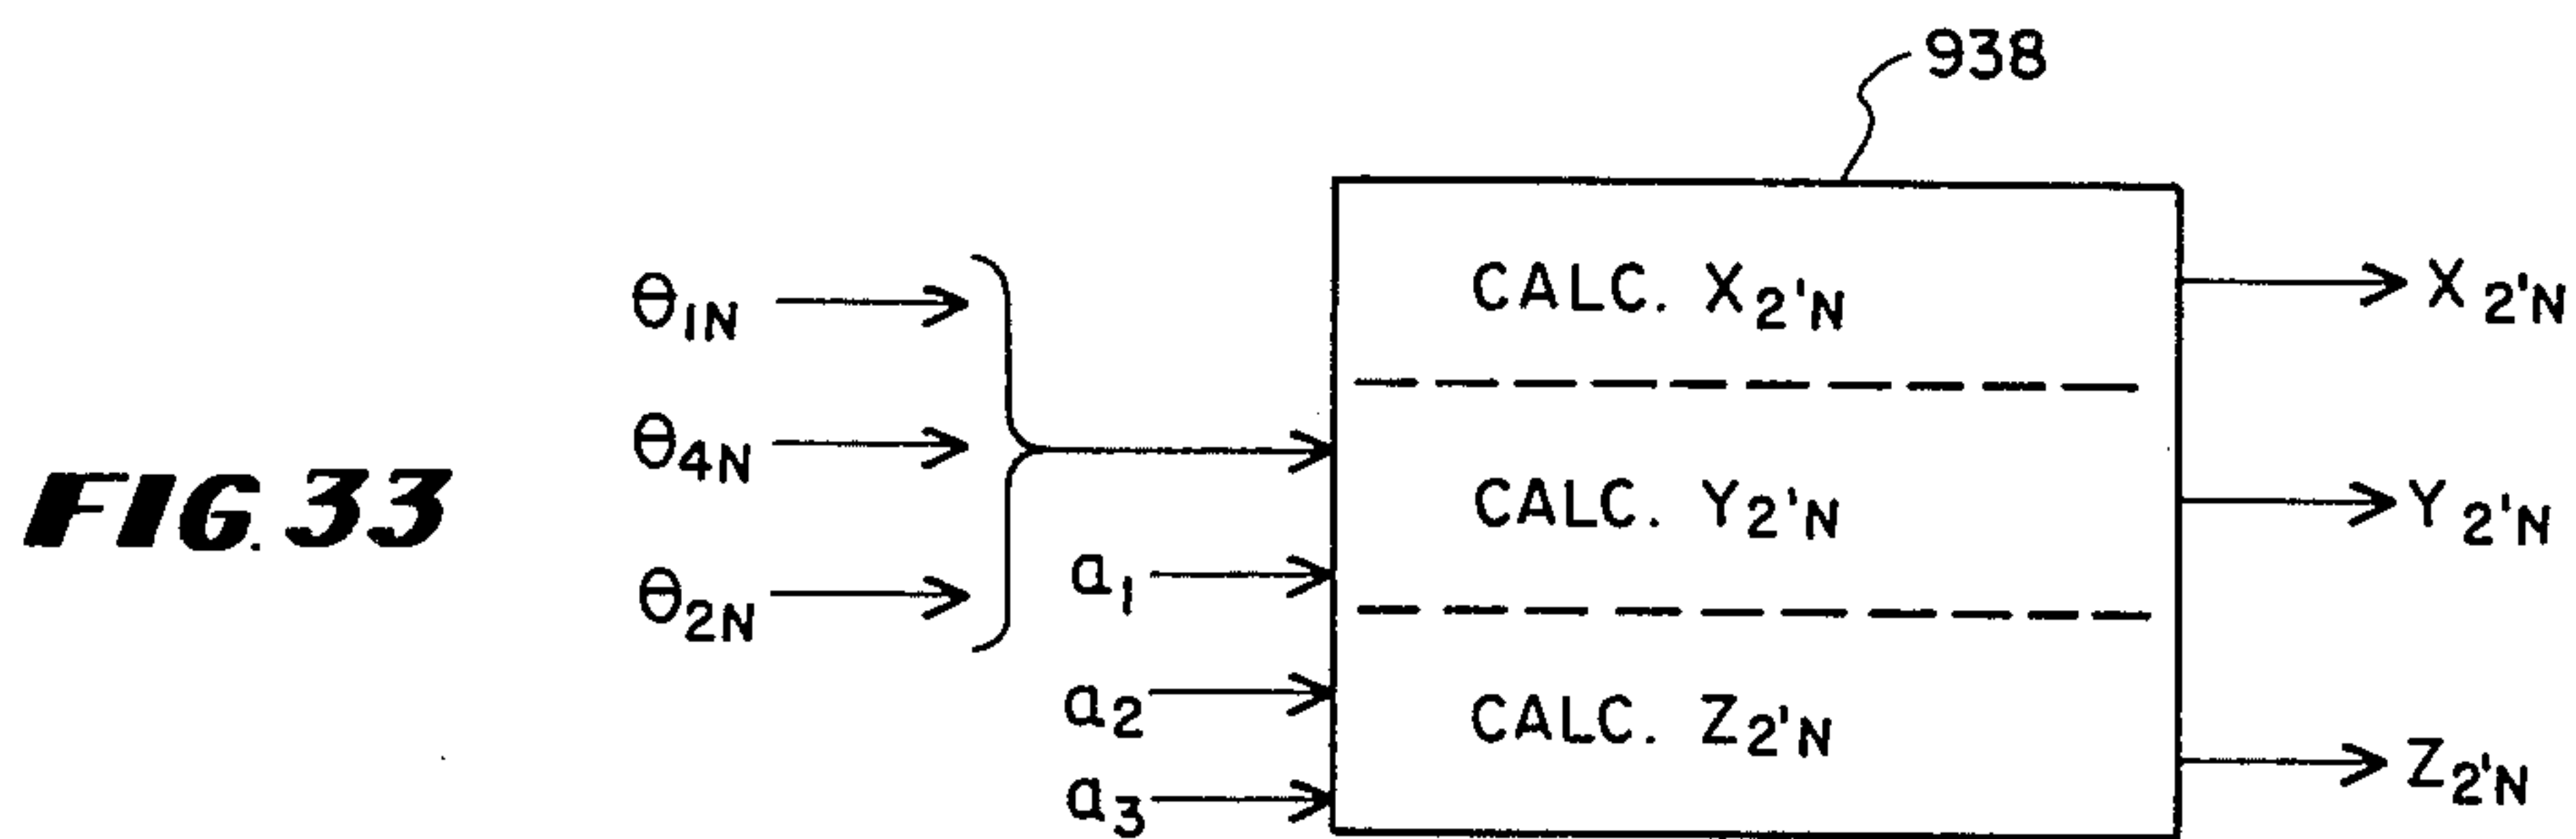 938
θ1N
θ4N
θ2N
a1
a2
a3
CALC. X2'N
CALC. Y2'N
CALC. Z2'N
X2'N
Y2'N
Z2'N
FIG. 33